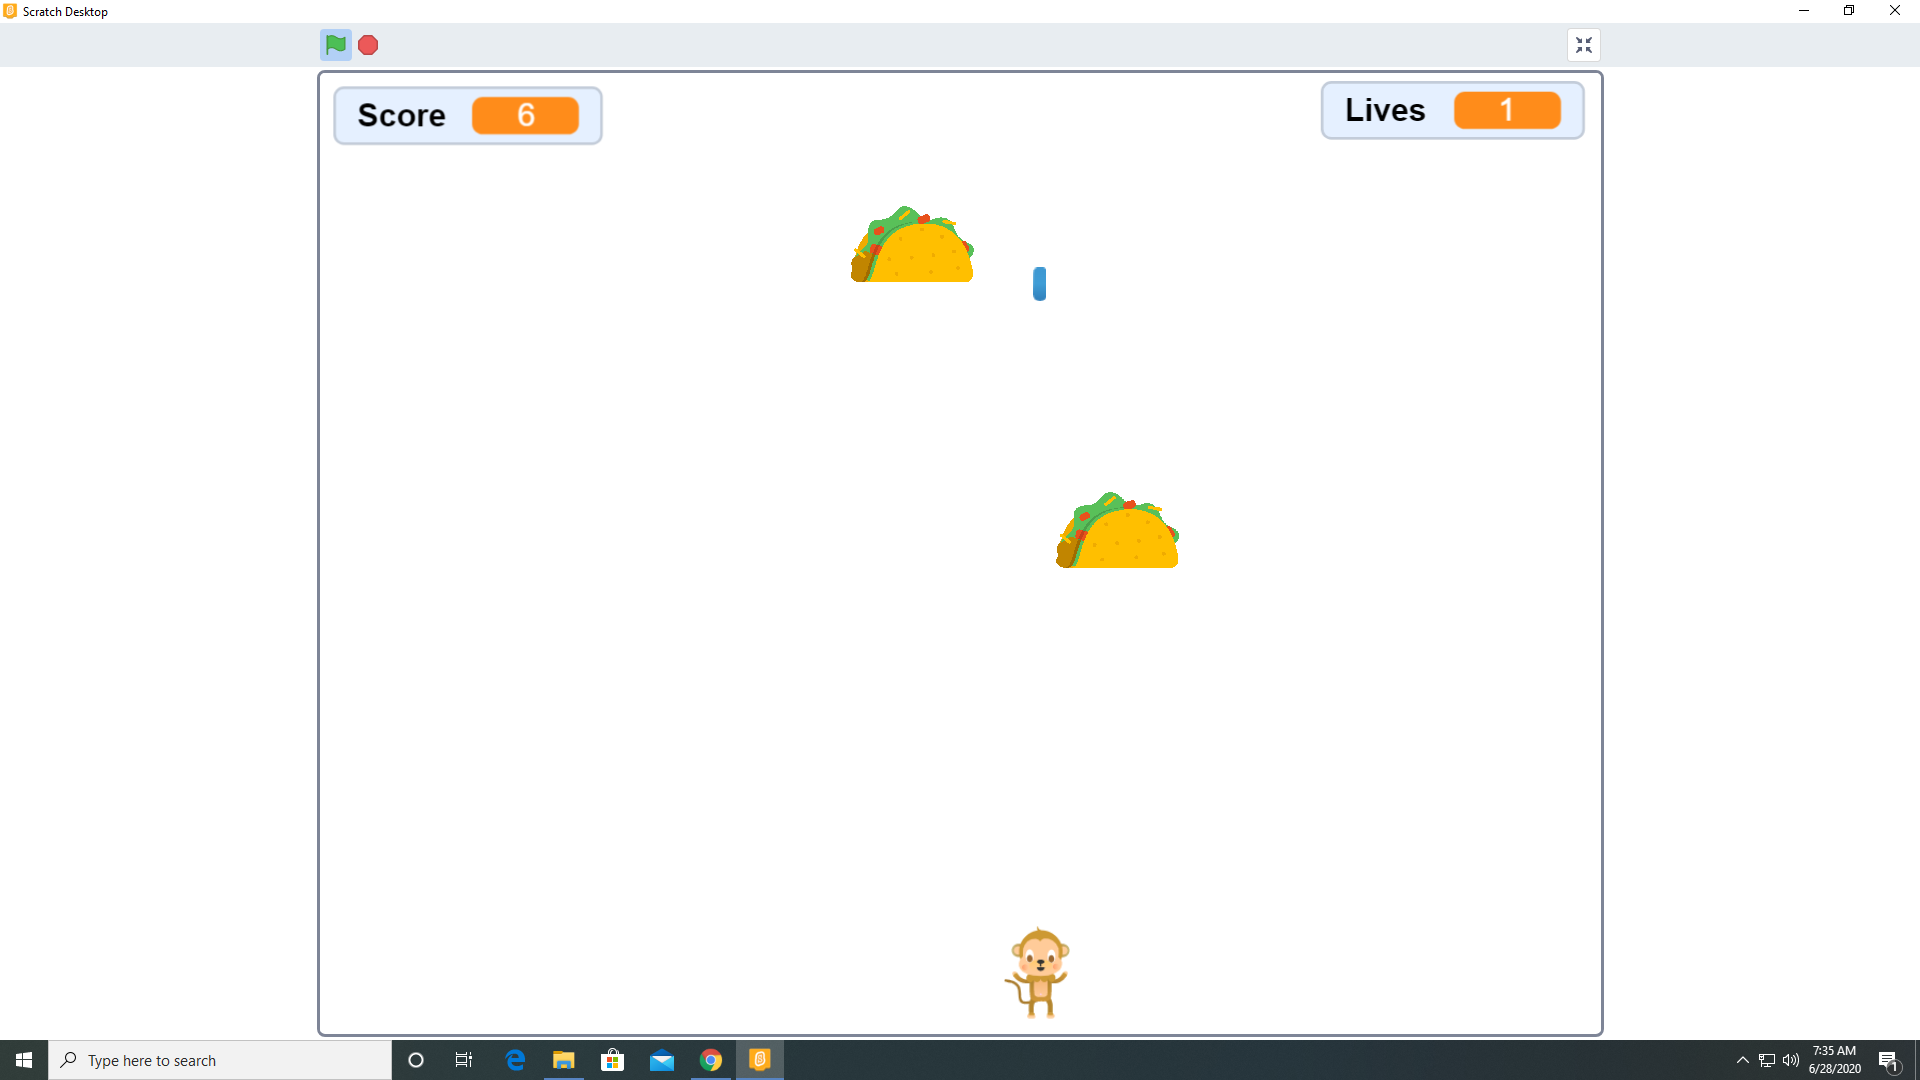 Scratch Desktop
Score 6
Lives 1
Type here to search
7:35 AM
6/28/2020
1